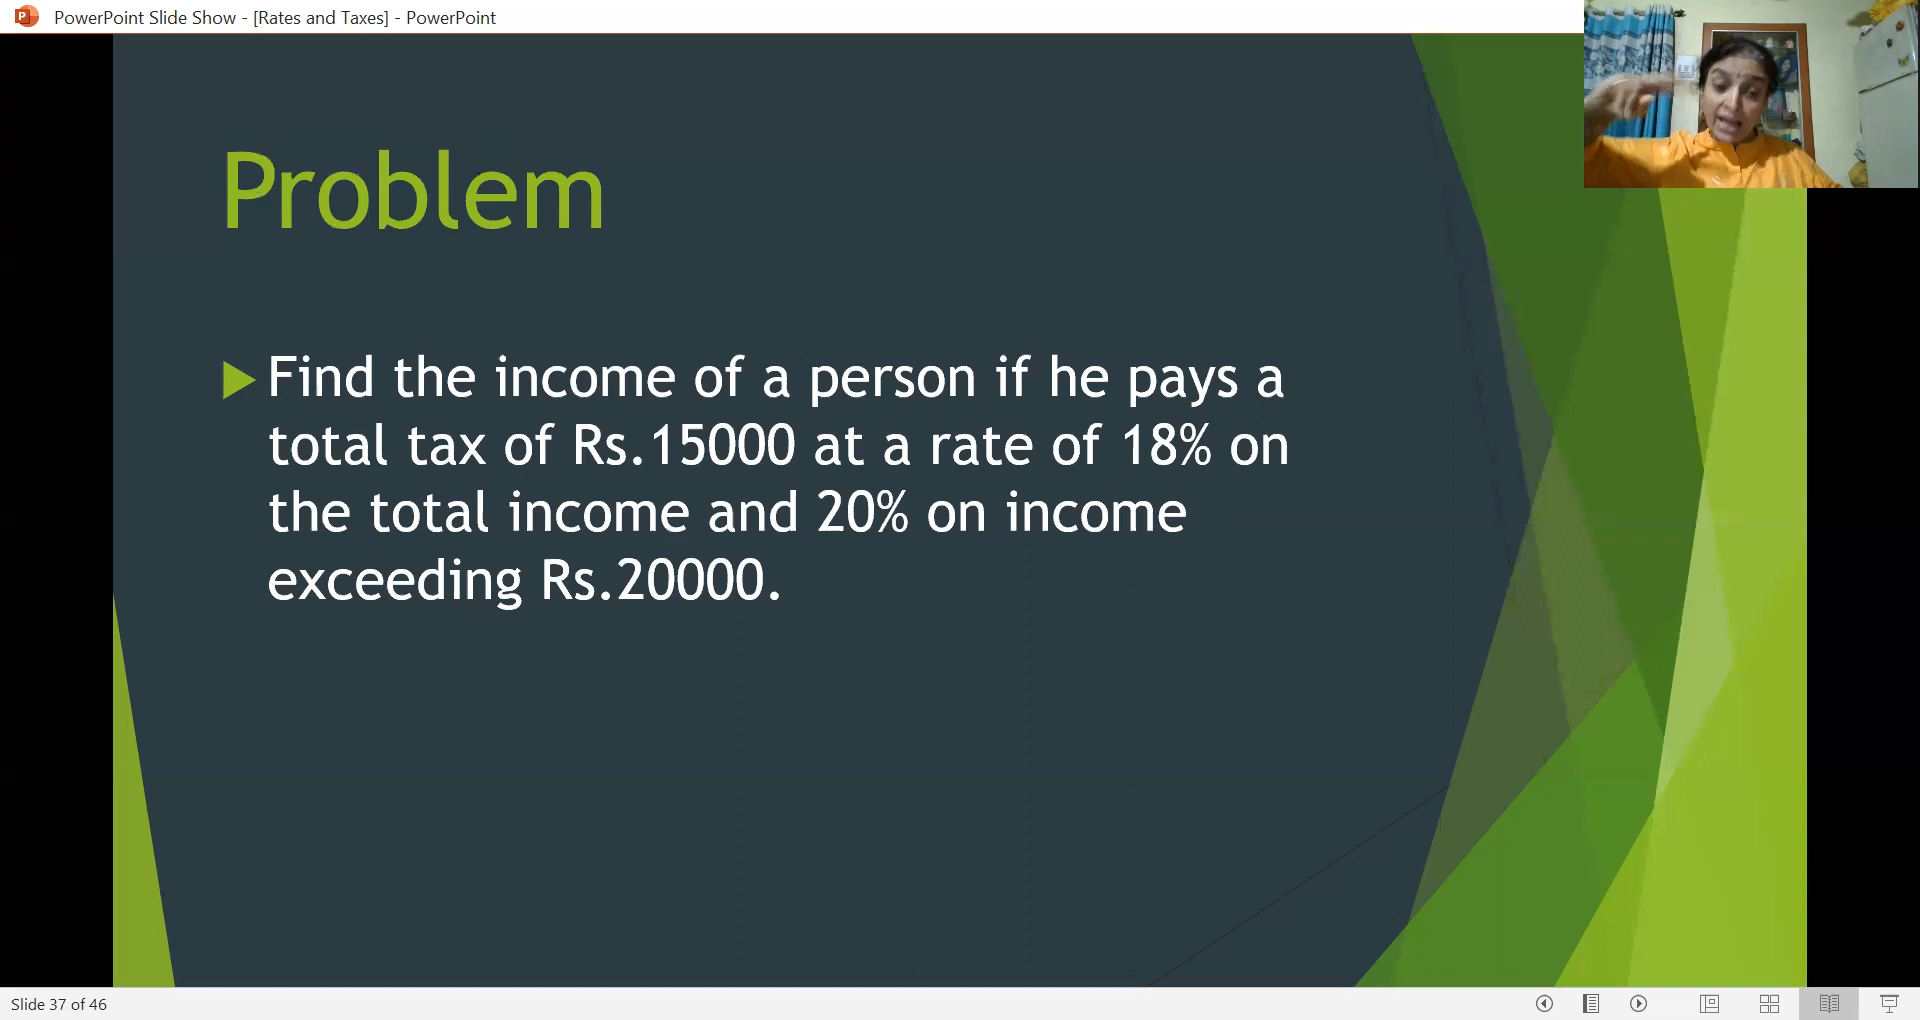 PowerPoint Slide Show - [Rates and Taxes] - PowerPoint
Problem
Find the income of a person if he pays a
total tax of Rs.15000 at a rate of 18% on
the total income and 20% on income
exceeding Rs.20000.
Slide 37 of 46